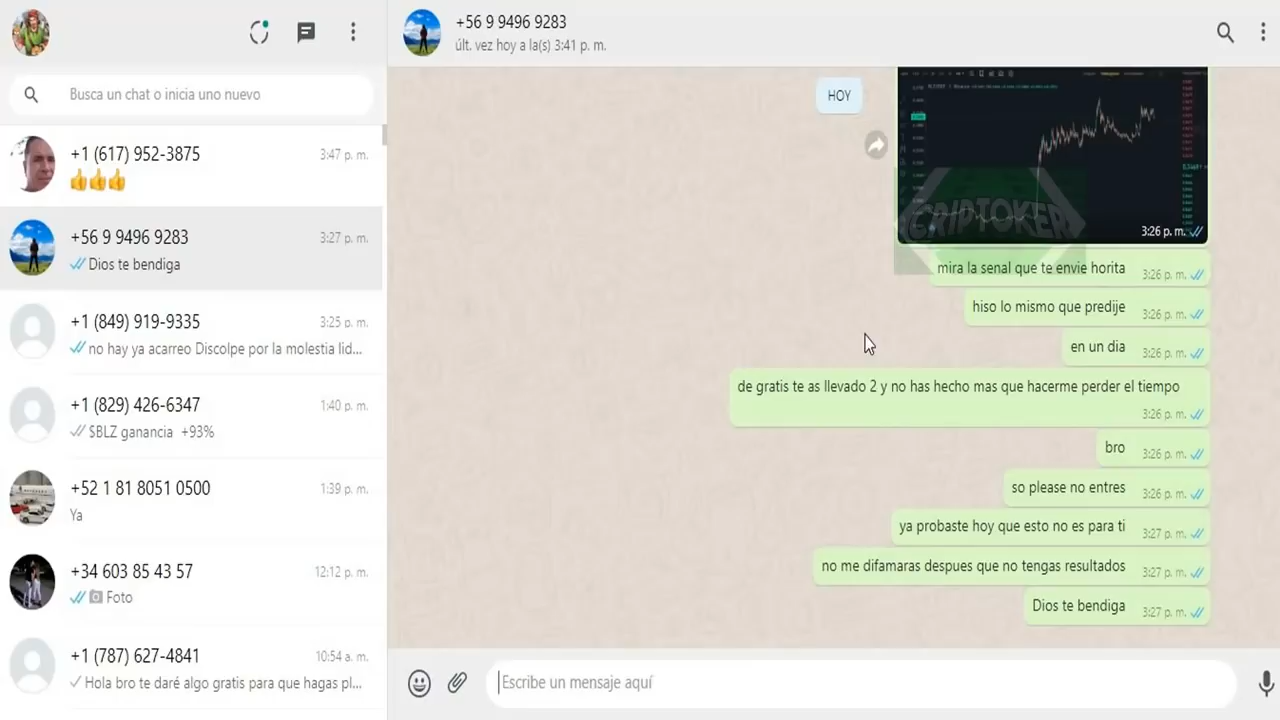 Busca un chat o inicia uno nuevo
+1 (617) 952-3875
3:47 p. m.
👍👍👍
+56 9 9496 9283
3:27 p. m.
Dios te bendiga
+1 (849) 919-9335
3:25 p. m.
no hay ya acarreo Discolpe por la molestia lid...
+1 (829) 426-6347
1:40 p. m.
$BLZ ganancia +93%
+52 1 81 8051 0500
1:39 p. m.
Ya
+34 603 85 43 57
12:12 p. m.
Foto
+1 (787) 627-4841
10:54 a. m.
Hola bro te daré algo gratis para que hagas pl...
+56 9 9496 9283
últ. vez hoy a la(s) 3:41 p. m.
HOY
CRIPTOKER
3:26 p. m.
mira la senal que te envie horita
3:26 p. m.
hiso lo mismo que predije
3:26 p. m.
en un dia
3:26 p. m.
de gratis te as llevado 2 y no has hecho mas que hacerme perder el tiempo
3:26 p. m.
bro
3:26 p. m.
so please no entres
3:26 p. m.
ya probaste hoy que esto no es para ti
3:27 p. m.
no me difamaras despues que no tengas resultados
3:27 p. m.
Dios te bendiga
3:27 p. m.
Escribe un mensaje aquí